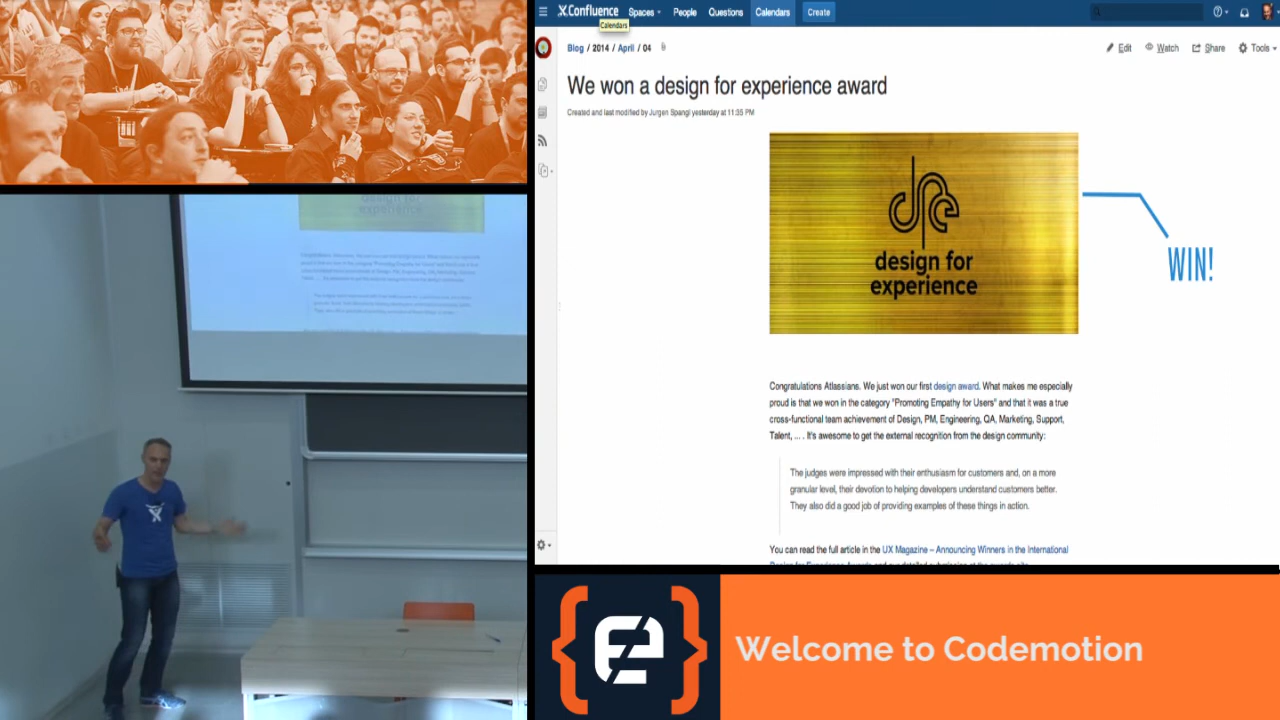 Confluence Spaces People Questions Calendars Create
Calendars
Blog / 2014 / April / 04
Edit Watch Share Tools
We won a design for experience award
Created and last modified by Jurgen Spangl yesterday at 11:35 PM
design for
experience
WIN!
Congratulations Atlassians. We just won our first design award. What makes me especially
proud is that we won in the category "Promoting Empathy for Users" and that it was a true
cross-functional team achievement of Design, PM, Engineering, QA, Marketing, Support,
Talent, ... . It's awesome to get the external recognition from the design community:
The judges were impressed with their enthusiasm for customers and, on a more
granular level, their devotion to helping developers understand customers better.
They also did a good job of providing examples of these things in action.
You can read the full article in the UX Magazine – Announcing Winners in the International
design for
experience
Welcome to Codemotion